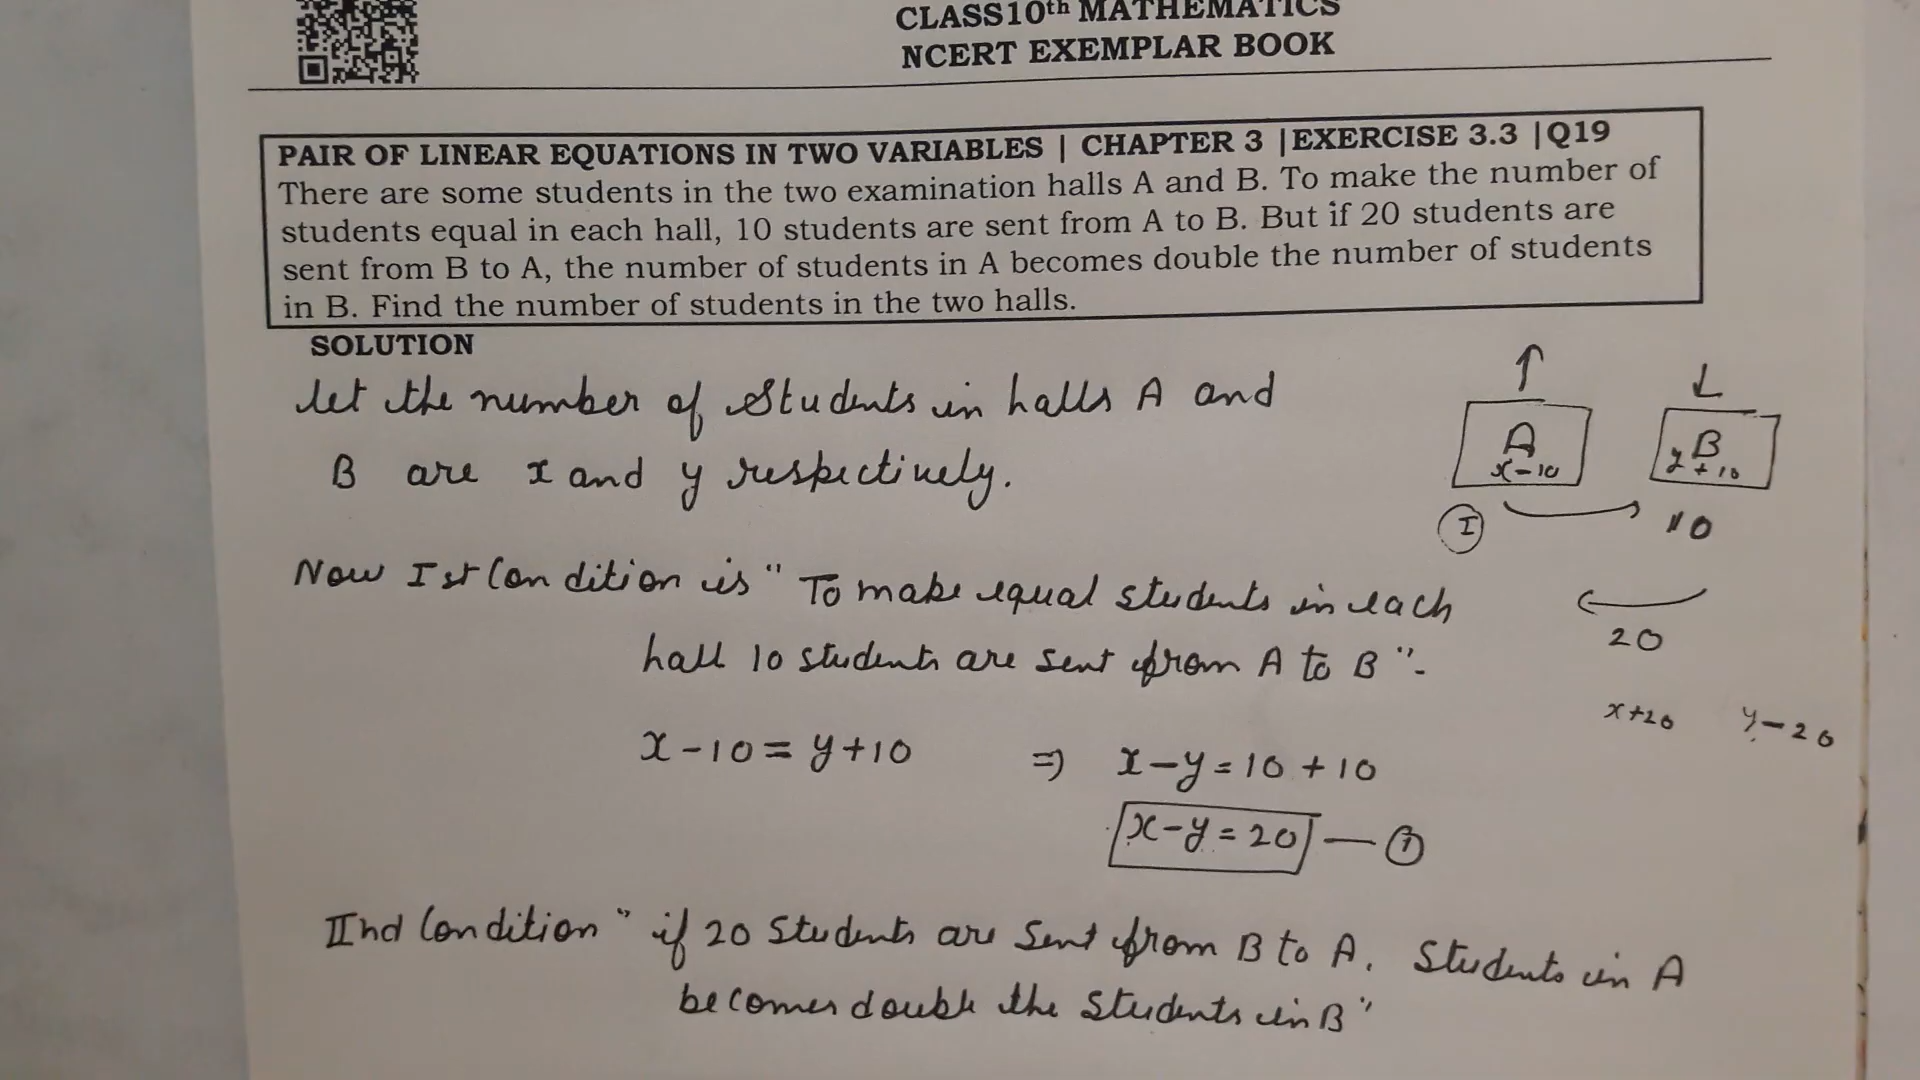 CLASS10th MATHEMATICS
NCERT EXEMPLAR BOOK
PAIR OF LINEAR EQUATIONS IN TWO VARIABLES | CHAPTER 3 |EXERCISE 3.3 |Q19
There are some students in the two examination halls A and B. To make the number of
students equal in each hall, 10 students are sent from A to B. But if 20 students are
sent from B to A, the number of students in A becomes double the number of students
in B. Find the number of students in the two halls.
SOLUTION
let the number of Students in halls A and
B are x and y respectively.
A
x-10
B
y+10
I
10
Now Ist Condition is " To make equal students in each
hall 10 students are sent from A to B".
20
x+20 y-20
x-10=y+10 => x-y=10+10
x-y=20 — 1
IInd Condition " if 20 Students are Sent from B to A. Students in A
becomes double the Students in B"